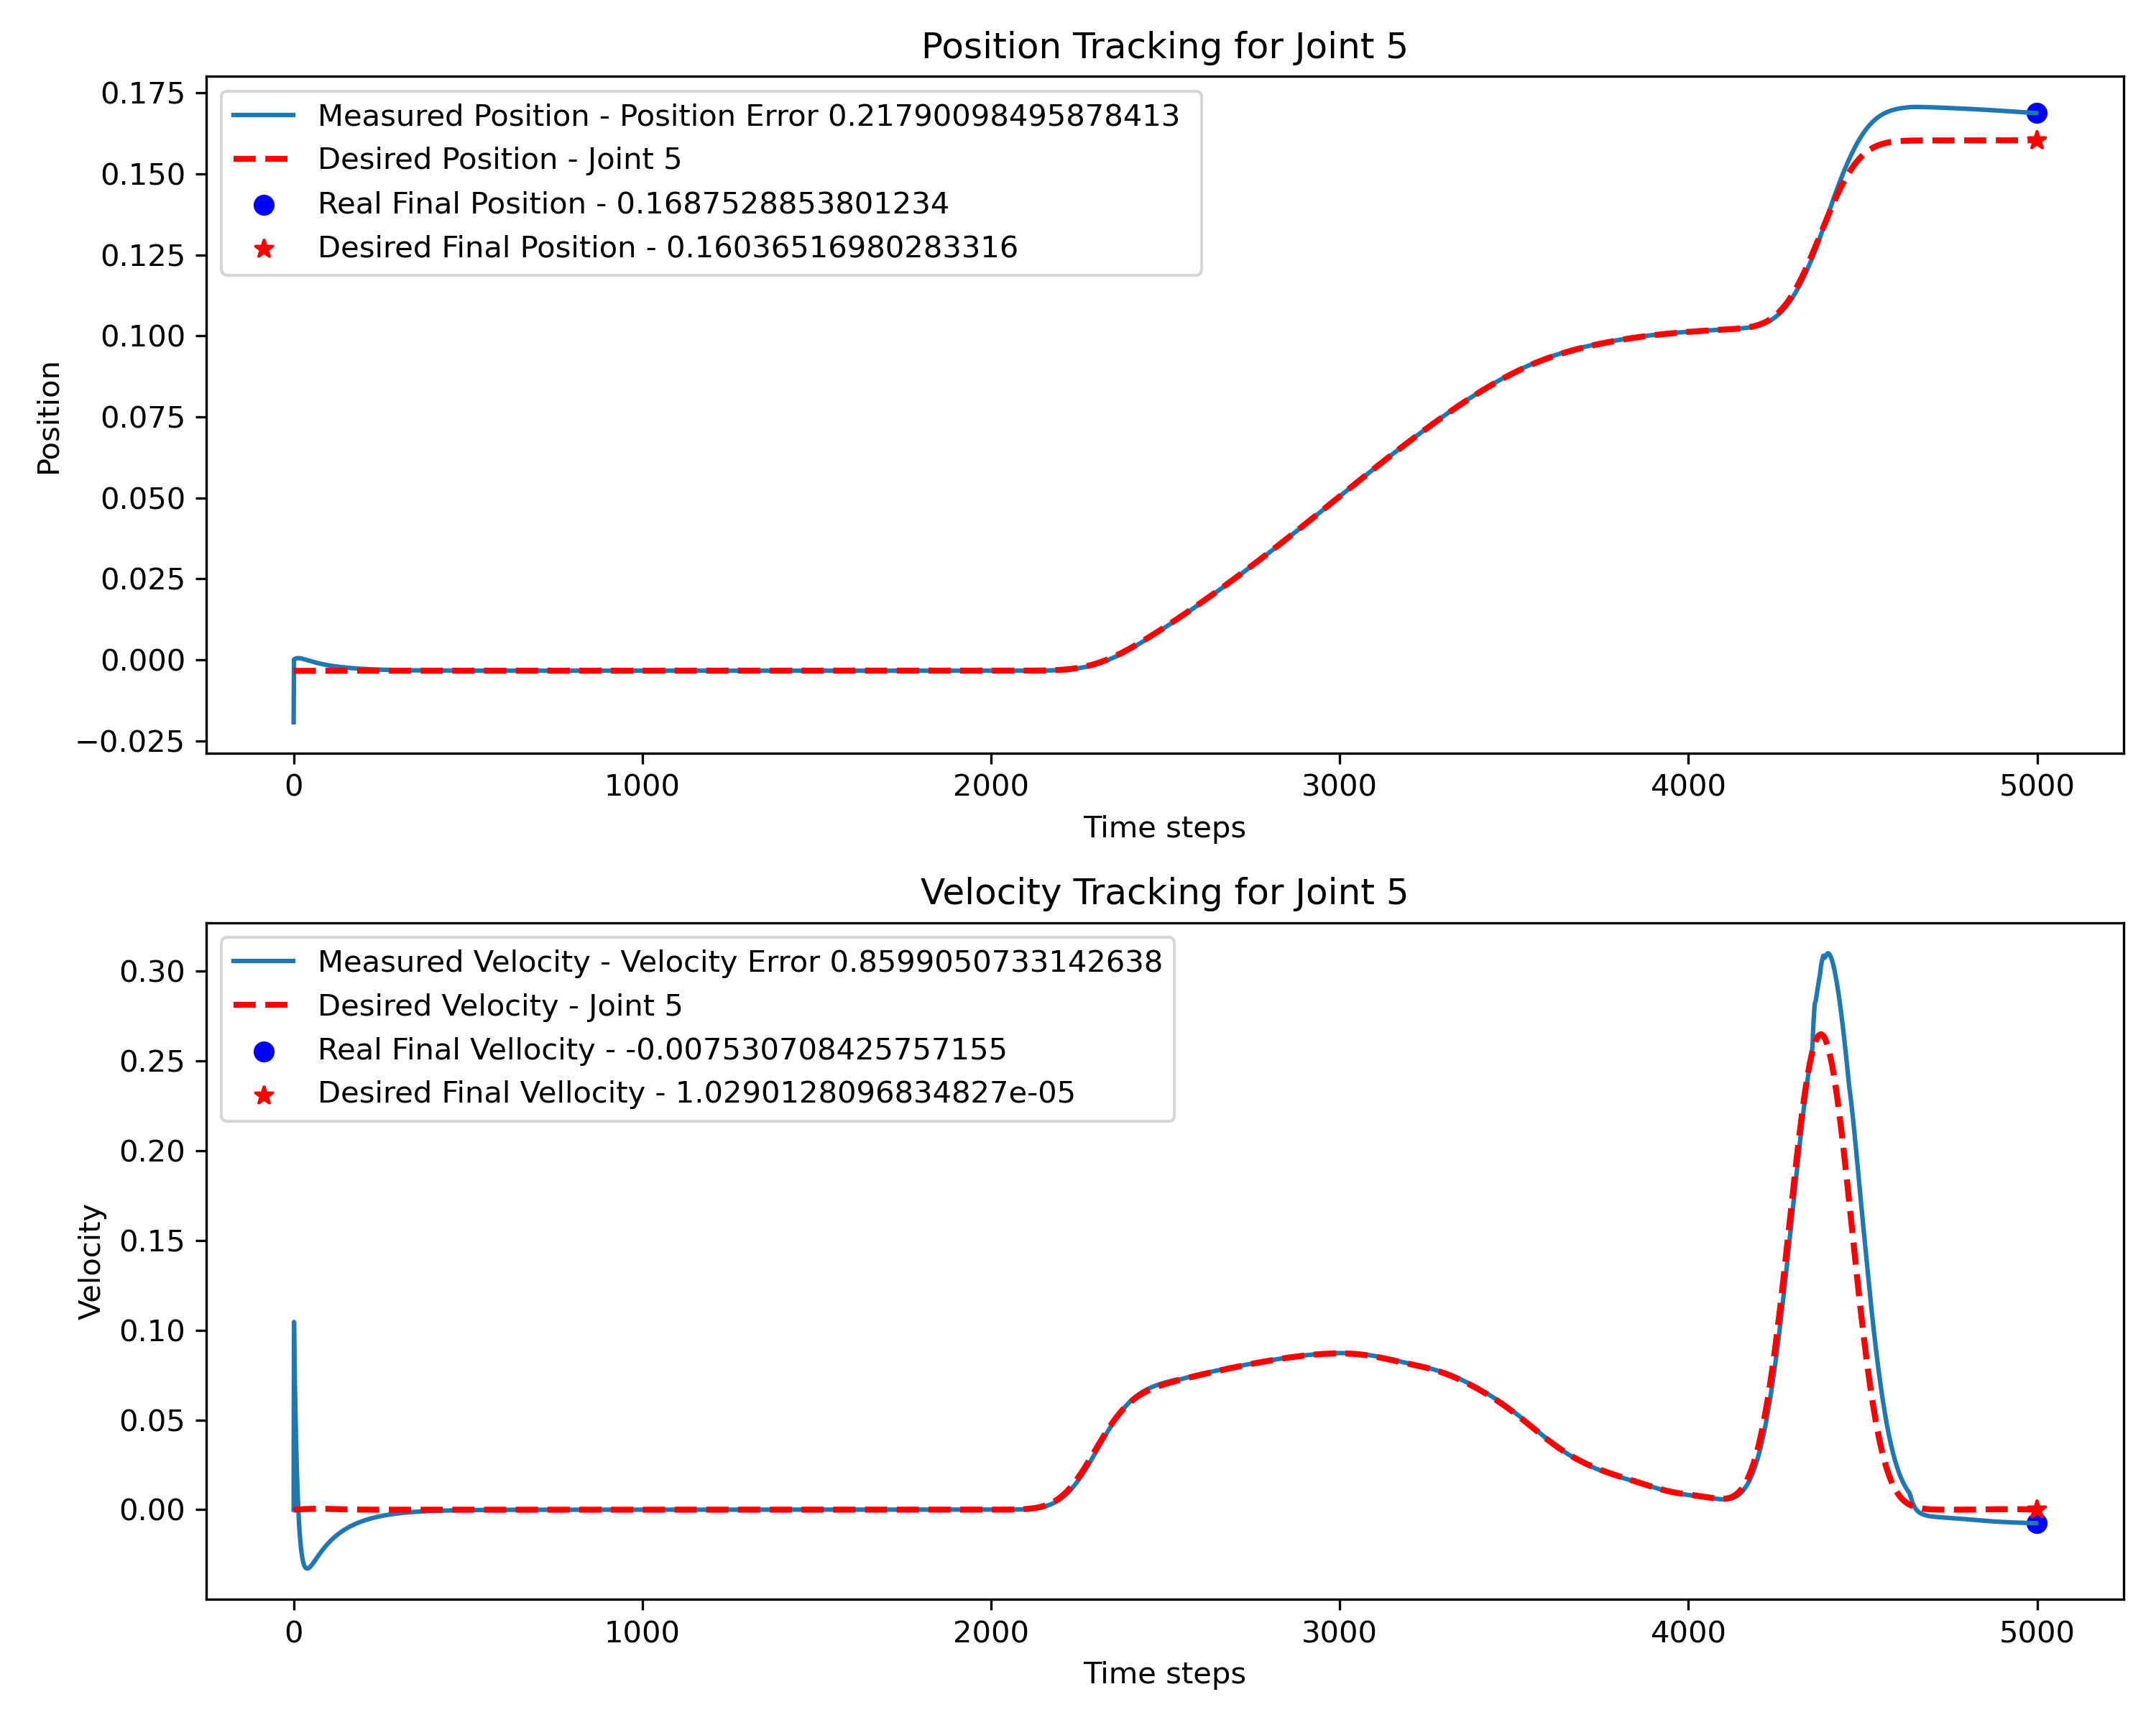 Position Tracking for Joint 5
0.175
0.150
0.125
0.100
0.075
0.050
0.025
0.000
−0.025
Position
Measured Position - Position Error 0.21790098495878413
Desired Position - Joint 5
Real Final Position - 0.1687528853801234
Desired Final Position - 0.16036516980283316
0 1000 2000 3000 4000 5000
Time steps
Velocity Tracking for Joint 5
0.30
0.25
0.20
0.15
0.10
0.05
0.00
Velocity
Measured Velocity - Velocity Error 0.8599050733142638
Desired Velocity - Joint 5
Real Final Vellocity - -0.007530708425757155
Desired Final Vellocity - 1.0290128096834827e-05
0 1000 2000 3000 4000 5000
Time steps